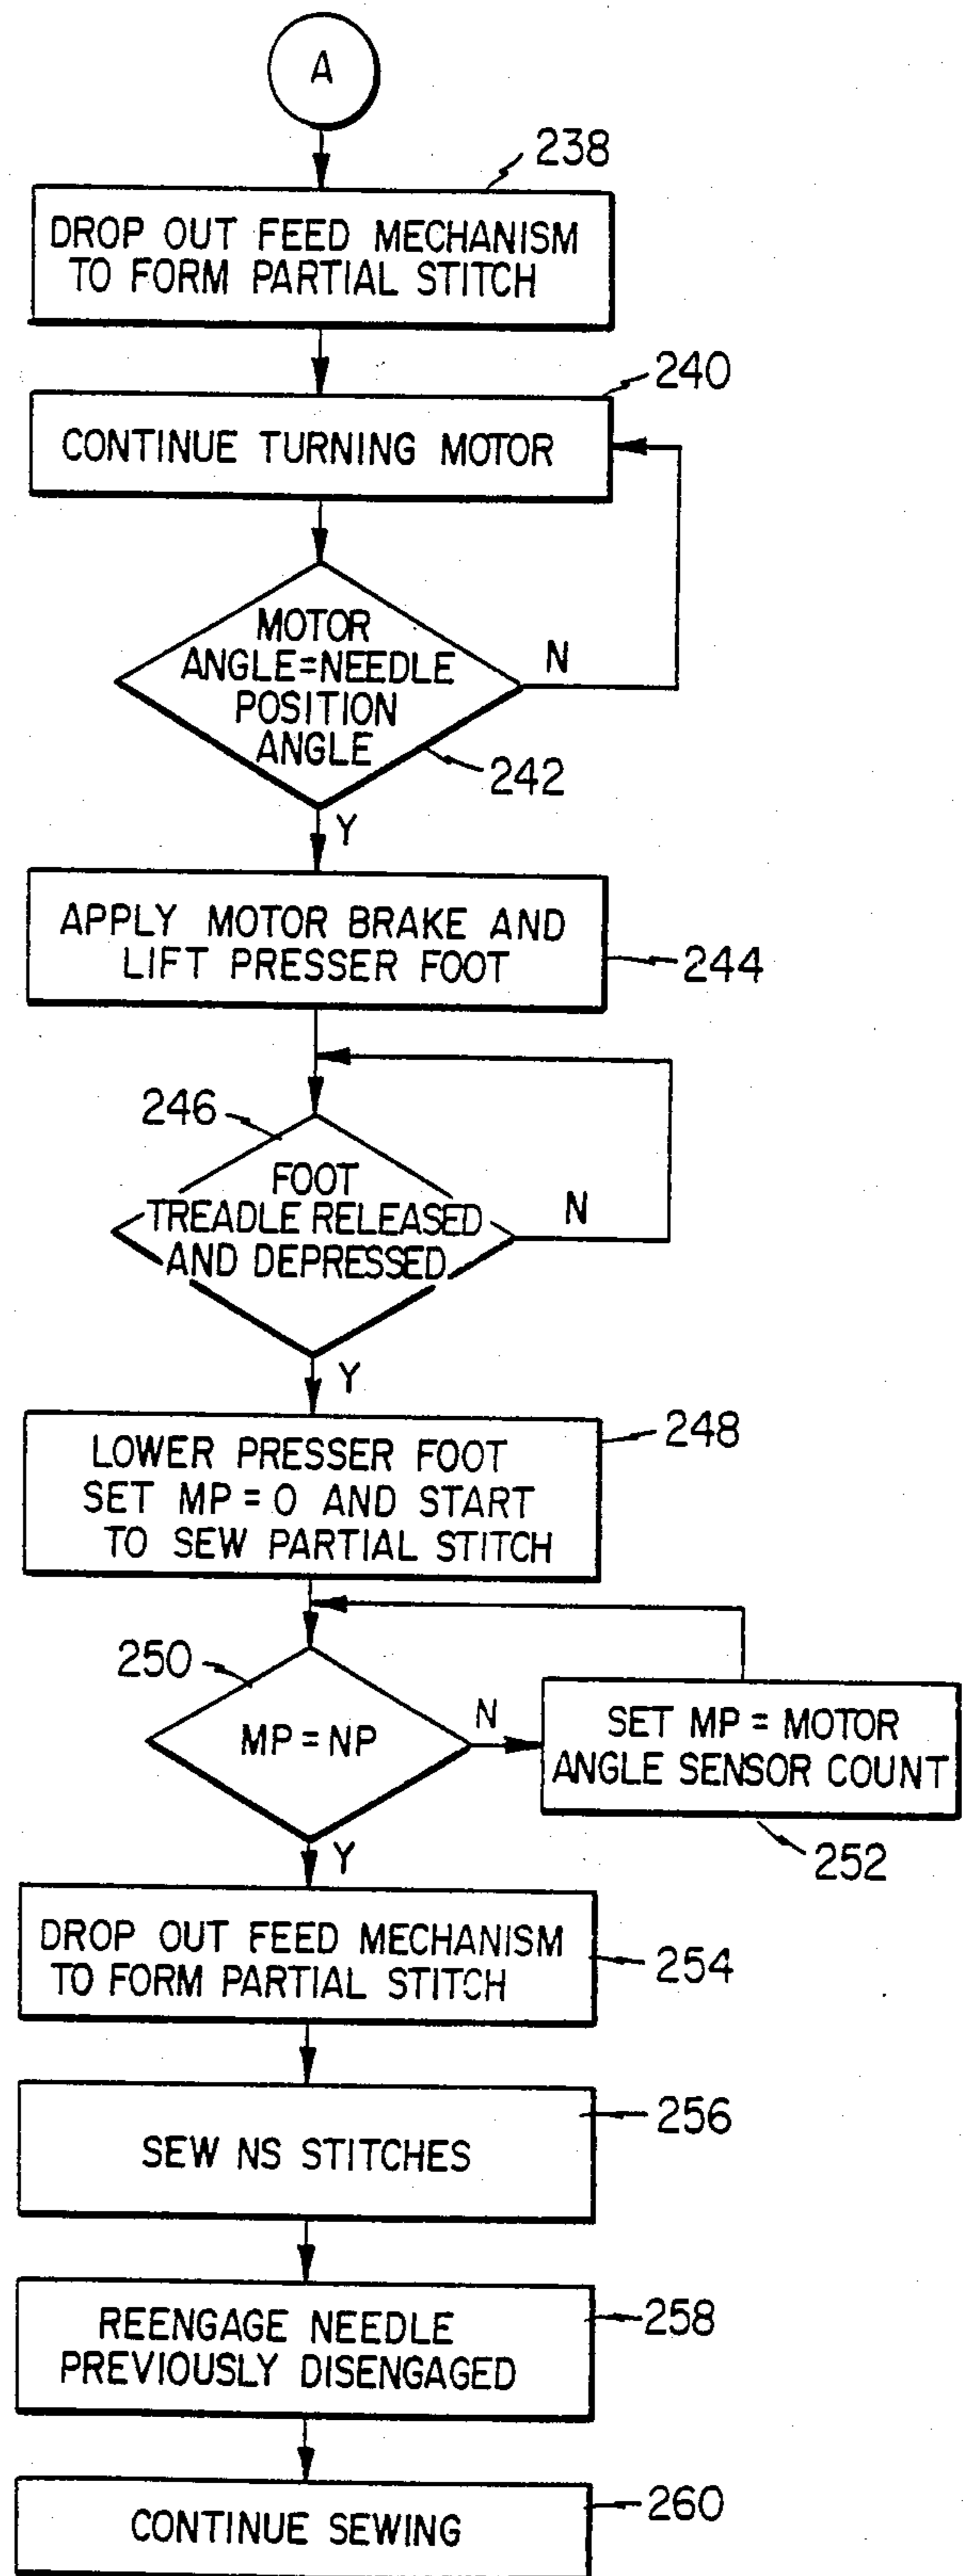 A
238
DROP OUT FEED MECHANISM
TO FORM PARTIAL STITCH
240
CONTINUE TURNING MOTOR
MOTOR
ANGLE=NEEDLE
POSITION
ANGLE
N
242
Y
APPLY MOTOR BRAKE AND
LIFT PRESSER FOOT
244
246
FOOT
TREADLE RELEASED
AND DEPRESSED
N
Y
248
LOWER PRESSER FOOT
SET MP = 0 AND START
TO SEW PARTIAL STITCH
250
MP = NP
N
SET MP = MOTOR
ANGLE SENSOR COUNT
252
Y
DROP OUT FEED MECHANISM
TO FORM PARTIAL STITCH
254
SEW NS STITCHES
256
REENGAGE NEEDLE
PREVIOUSLY DISENGAGED
258
CONTINUE SEWING
260